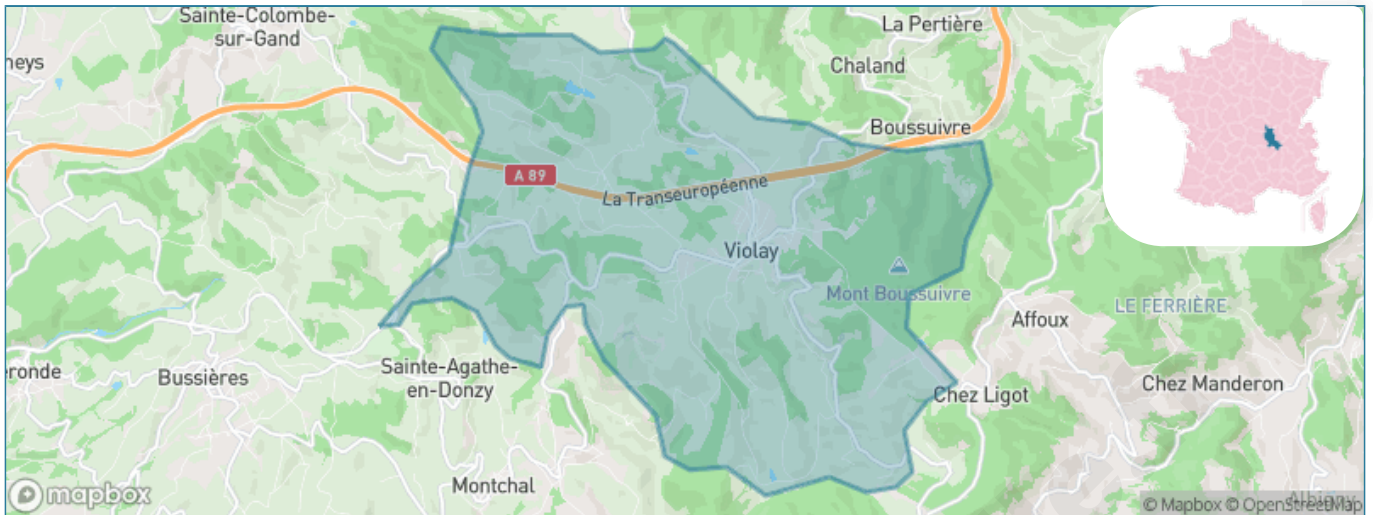 Sainte-Colombe-
sur-Gand
La Pertière
neys
Chaland
Boussuivre
A 89
La Transeuropéenne
Violay
Mont Boussuivre
LE FERRIÈRE
Affoux
Sainte-Agathe-
en-Donzy
eronde
Bussières
Chez Manderon
Chez Ligot
Montchal
mapbox
© Mapbox © OpenStreetMap